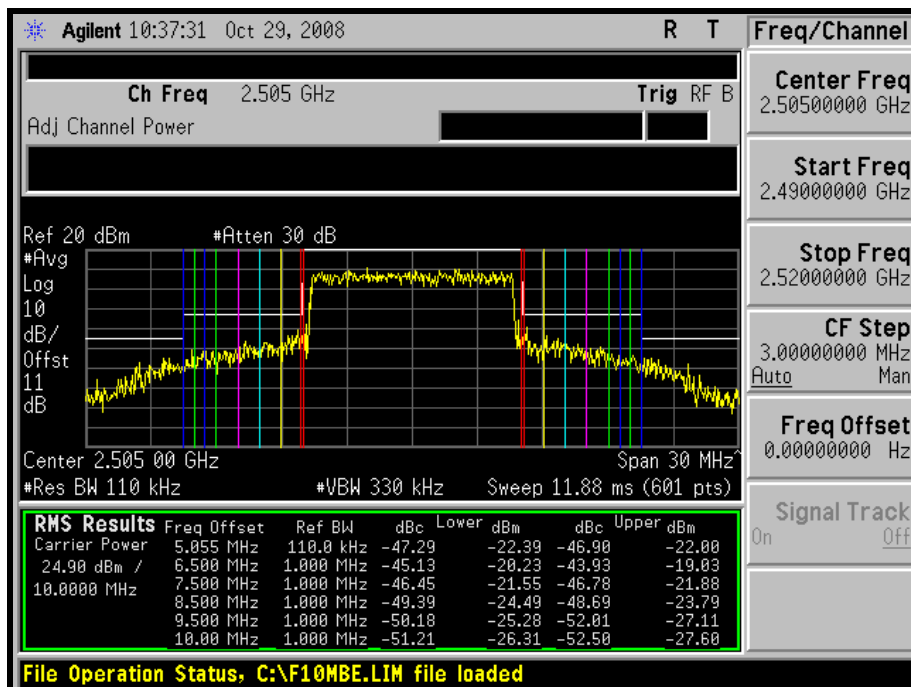 Agilent 10:37:31 Oct 29, 2008 R T
Ch Freq 2.505 GHz Trig RF B
Adj Channel Power
Ref 20 dBm #Atten 30 dB
#Avg
Log
10
dB/
Offst
11
dB
Center 2.505 00 GHz Span 30 MHz^
#Res BW 110 kHz #VBW 330 kHz Sweep 11.88 ms (601 pts)
RMS Results Freq Offset Ref BW dBc Lower dBm dBc Upper dBm
Carrier Power 5.055 MHz 110.0 kHz -47.29 -22.39 -46.90 -22.00
24.90 dBm / 6.500 MHz 1.000 MHz -45.13 -20.23 -43.93 -19.03
10.0000 MHz 7.500 MHz 1.000 MHz -46.45 -21.55 -46.78 -21.88
8.500 MHz 1.000 MHz -49.39 -24.49 -48.69 -23.79
9.500 MHz 1.000 MHz -50.18 -25.28 -52.01 -27.11
10.00 MHz 1.000 MHz -51.21 -26.31 -52.50 -27.60
File Operation Status, C:\F10MBE.LIM file loaded
Freq/Channel
Center Freq
2.50500000 GHz
Start Freq
2.49000000 GHz
Stop Freq
2.52000000 GHz
CF Step
3.00000000 MHz
Auto Man
Freq Offset
0.00000000 Hz
Signal Track
On Off